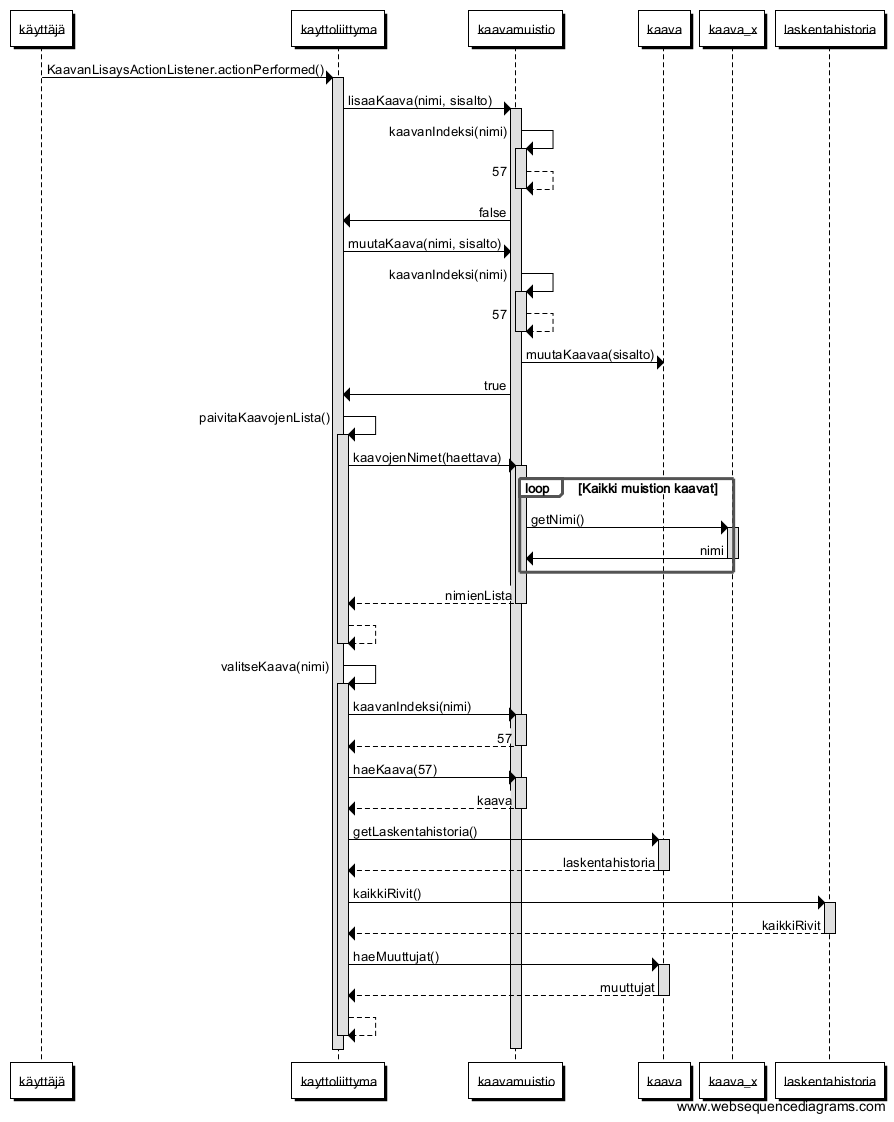 käyttäjä
kayttoliittyma
kaavamuistio
kaava
kaava_x
laskentahistoria
KaavanLisaysActionListener.actionPerformed()
lisaaKaava(nimi, sisalto)
kaavanIndeksi(nimi)
57
false
muutaKaava(nimi, sisalto)
kaavanIndeksi(nimi)
57
muutaKaavaa(sisalto)
true
paivitaKaavojenLista()
kaavojenNimet(haettava)
loop [Kaikki muistion kaavat]
getNimi()
nimi
nimienLista
valitseKaava(nimi)
kaavanIndeksi(nimi)
57
haeKaava(57)
kaava
getLaskentahistoria()
laskentahistoria
kaikkiRivit()
kaikkiRivit
haeMuuttujat()
muuttujat
käyttäjä
kayttoliittyma
kaavamuistio
kaava
kaava_x
laskentahistoria
www.websequencediagrams.com